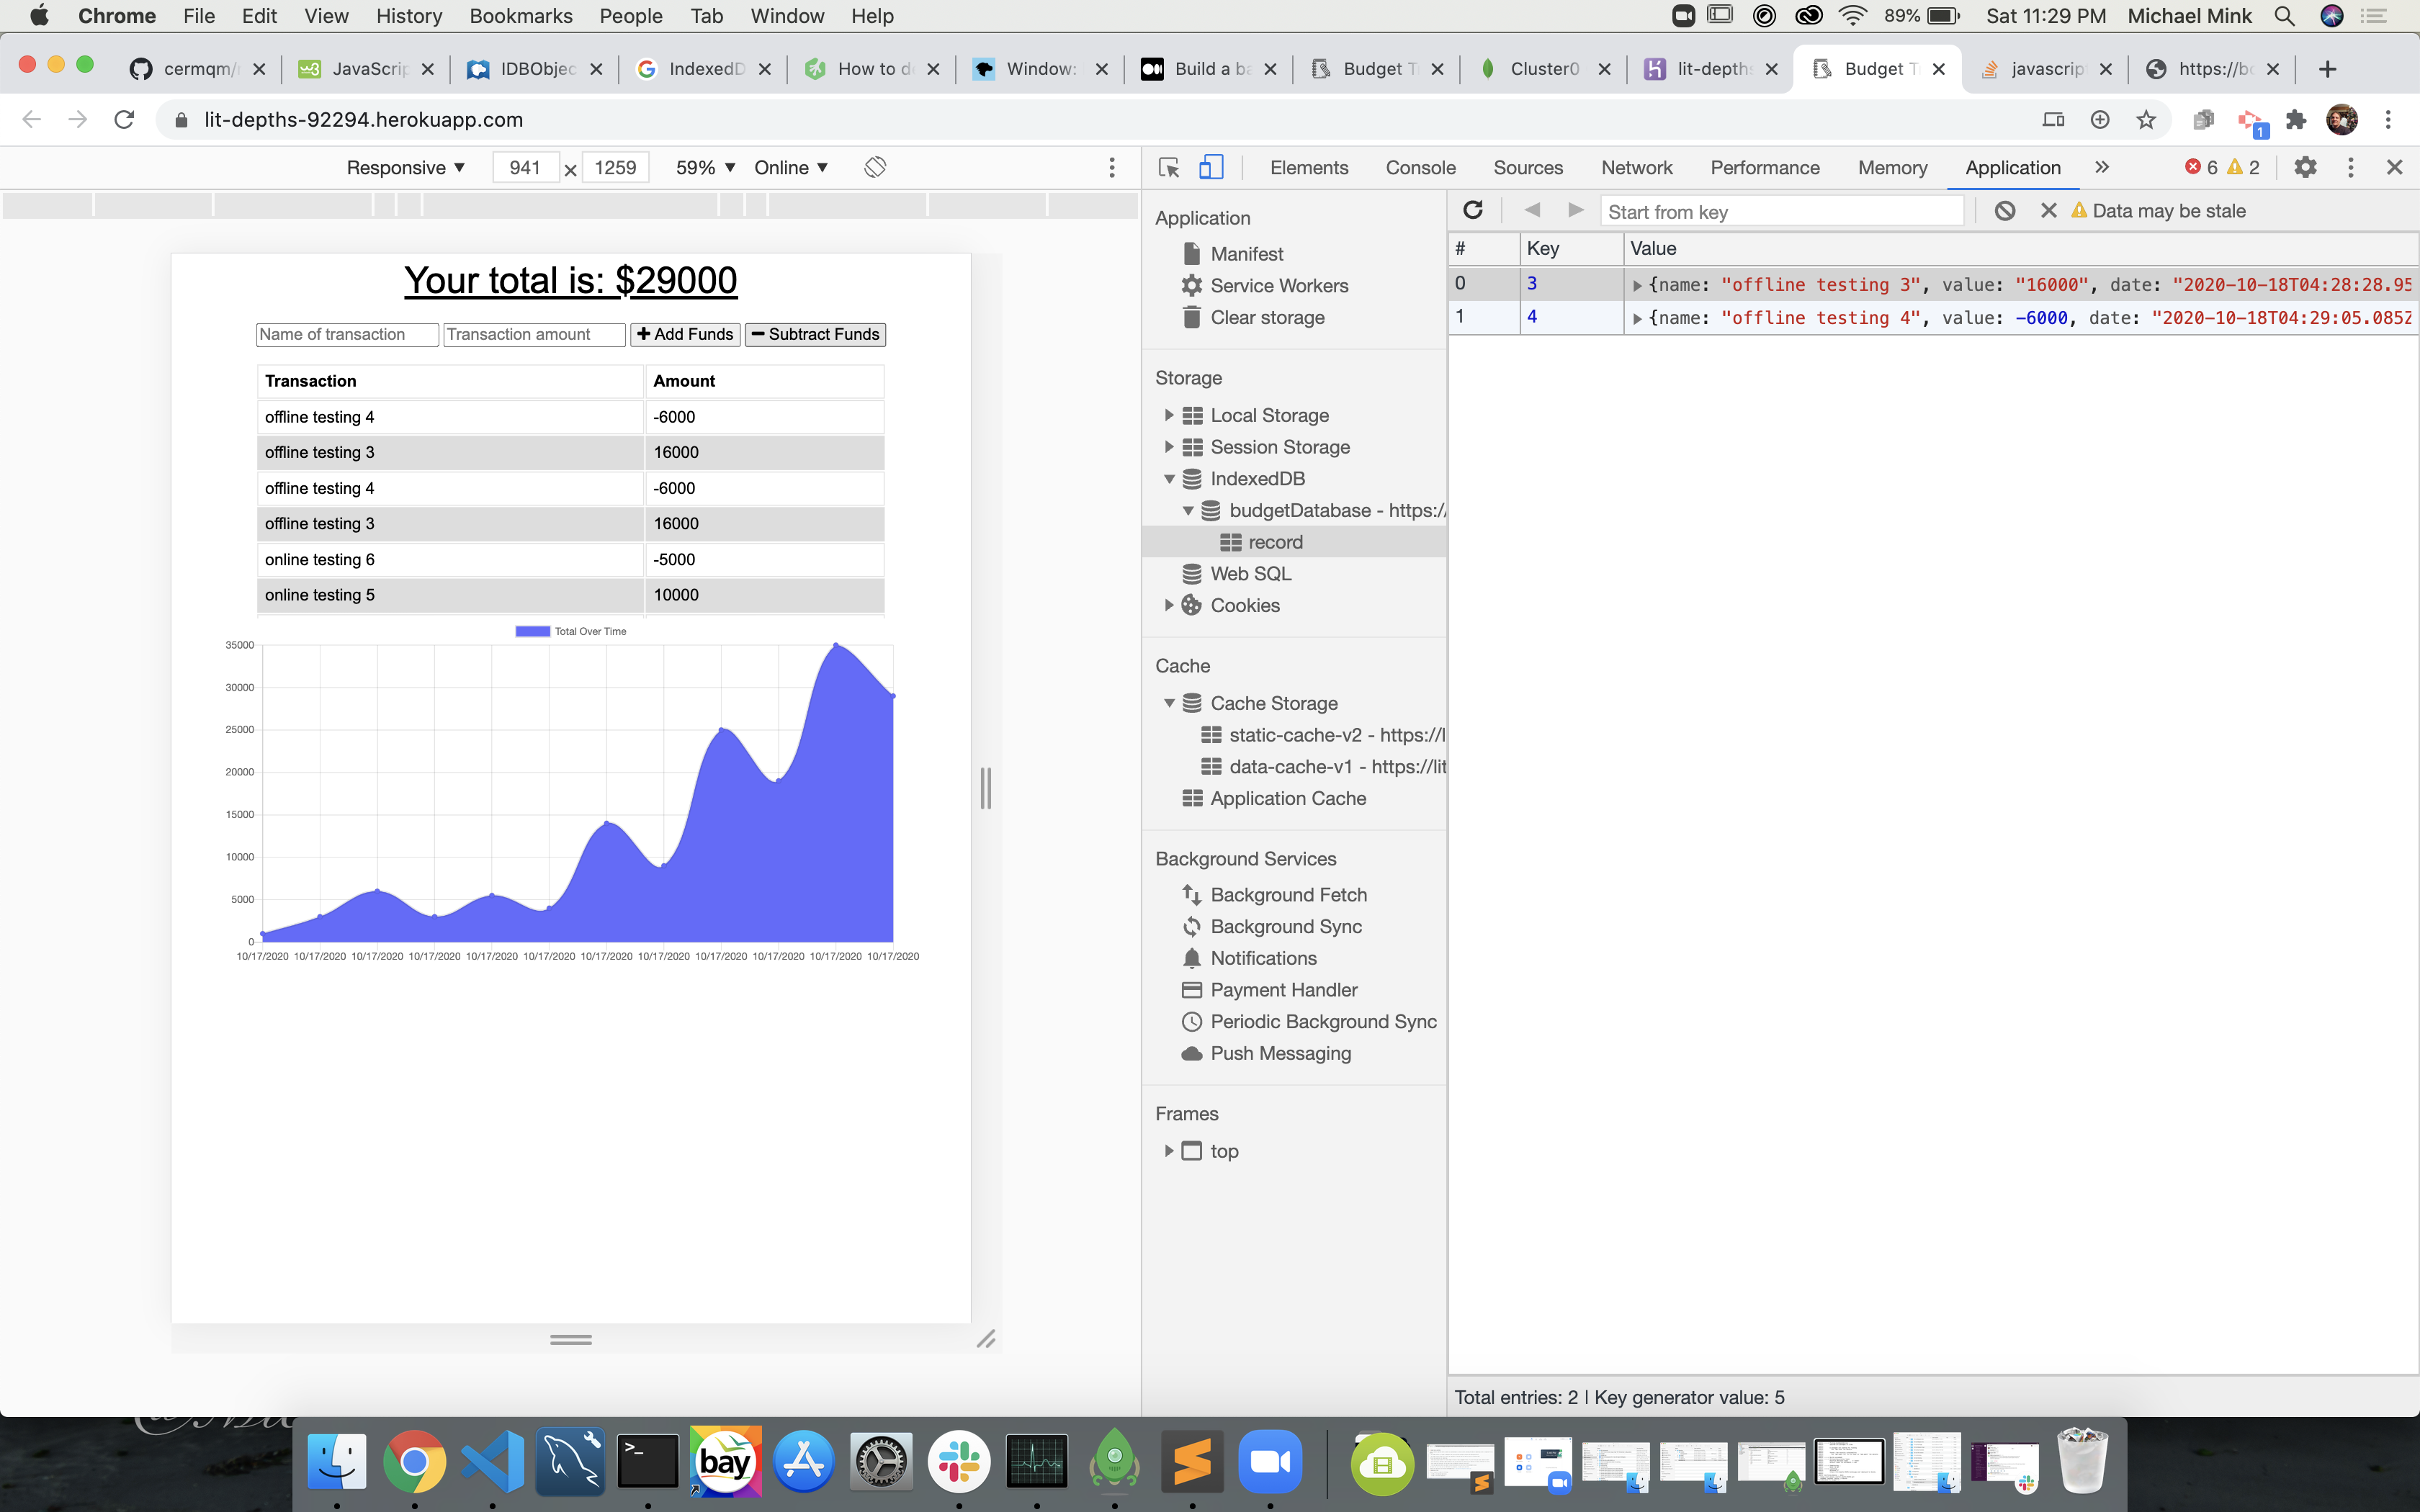 Chrome File Edit View History Bookmarks People Tab Window Help 89% Sat 11:29 PM Michael Mink
cermqm/ JavaScrip IDBObjec IndexedD How to d Window: Build a ba Budget T Cluster0 lit-depths Budget T javascrip https://bo
lit-depths-92294.herokuapp.com 1
Responsive 941 1259 59% Online
Elements Console Sources Network Performance Memory Application 6 2
Your total is: $29000
Name of transaction Transaction amount Add Funds Subtract Funds
Transaction Amount
offline testing 4 -6000
offline testing 3 16000
offline testing 4 -6000
offline testing 3 16000
online testing 6 -5000
online testing 5 10000
Total Over Time
35000
30000
25000
20000
15000
10000
5000
0
10/17/2020 10/17/2020 10/17/2020 10/17/2020 10/17/2020 10/17/2020 10/17/2020 10/17/2020 10/17/2020 10/17/2020 10/17/2020 10/17/2020
Application
Manifest
Service Workers
Clear storage
Storage
Local Storage
Session Storage
IndexedDB
budgetDatabase - https:/
record
Web SQL
Cookies
Cache
Cache Storage
static-cache-v2 - https://l
data-cache-v1 - https://lit
Application Cache
Background Services
Background Fetch
Background Sync
Notifications
Payment Handler
Periodic Background Sync
Push Messaging
Frames
top
Start from key Data may be stale
# Key Value
0 3 {name: "offline testing 3", value: "16000", date: "2020-10-18T04:28:28.95
1 4 {name: "offline testing 4", value: -6000, date: "2020-10-18T04:29:05.085Z
Total entries: 2 | Key generator value: 5
bay